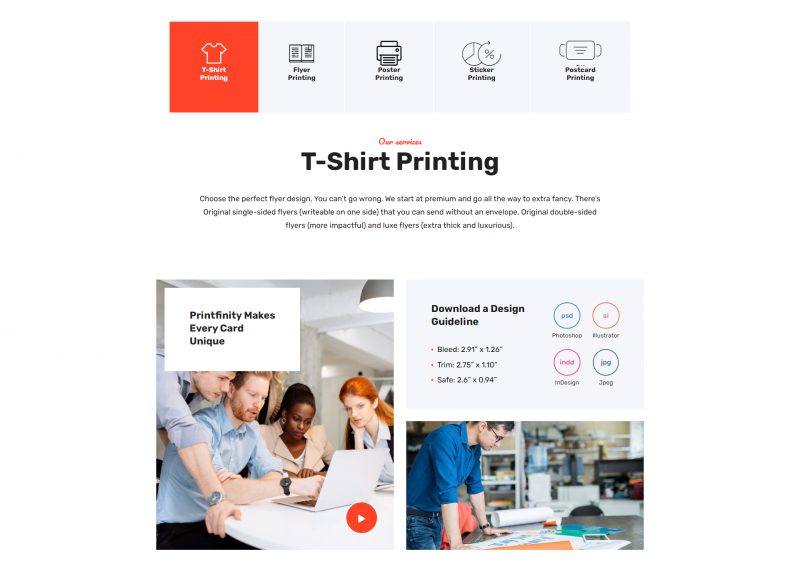 T-Shirt
Printing
Flyer
Printing
Poster
Printing
Sticker
Printing
Postcard
Printing
Our services
T-Shirt Printing
Choose the perfect flyer design, You can't go wrong. We start at premium and go all the way to extra fancy. There's
Original single-sided flyers (writeable on one side) that you can send without an envelope, Original double-sided
flyers (more impactful) and luxe flyers (extra thick and luxurious).
Printfinity Makes
Every Card
Unique
Download a Design
Guideline
• Bleed: 2.91" x 1.26"
• Trim: 2.75" x 1.10"
• Safe: 2.6" x 0.94"
psd
Photoshop
ai
Illustrator
indd
InDesign
jpg
Jpeg